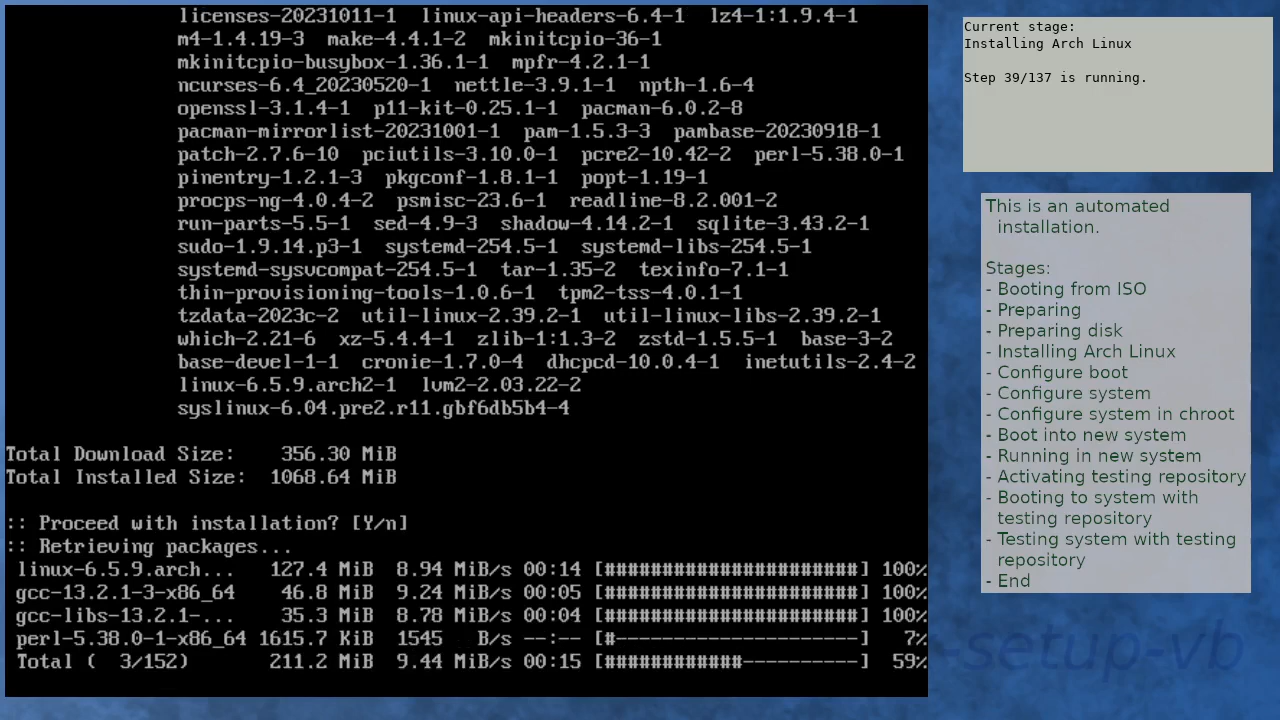 licenses-20231011-1  linux-api-headers-6.4-1  lz4-1:1.9.4-1
m4-1.4.19-3  make-4.4.1-2  mkinitcpio-36-1
mkinitcpio-busybox-1.36.1-1  mpfr-4.2.1-1
ncurses-6.4_20230520-1  nettle-3.9.1-1  npth-1.6-4
openssl-3.1.4-1  p11-kit-0.25.1-1  pacman-6.0.2-8
pacman-mirrorlist-20231001-1  pam-1.5.3-3  pambase-20230918-1
patch-2.7.6-10  pciutils-3.10.0-1  pcre2-10.42-2  perl-5.38.0-1
pinentry-1.2.1-3  pkgconf-1.8.1-1  popt-1.19-1
procps-ng-4.0.4-2  psmisc-23.6-1  readline-8.2.001-2
run-parts-5.5-1  sed-4.9-3  shadow-4.14.2-1  sqlite-3.43.2-1
sudo-1.9.14.p3-1  systemd-254.5-1  systemd-libs-254.5-1
systemd-sysvcompat-254.5-1  tar-1.35-2  texinfo-7.1-1
thin-provisioning-tools-1.0.6-1  tpm2-tss-4.0.1-1
tzdata-2023c-2  util-linux-2.39.2-1  util-linux-libs-2.39.2-1
which-2.21-6  xz-5.4.4-1  zlib-1:1.3-2  zstd-1.5.5-1  base-3-2
base-devel-1-1  cronie-1.7.0-4  dhcpcd-10.0.4-1  inetutils-2.4-2
linux-6.5.9.arch2-1  lvm2-2.03.22-2
syslinux-6.04.pre2.r11.gbf6db5b4-4
Total Download Size:    356.30 MiB
Total Installed Size:  1068.64 MiB
:: Proceed with installation? [Y/n]
:: Retrieving packages...
linux-6.5.9.arch...   127.4 MiB  8.94 MiB/s 00:14 [######################] 100%
gcc-13.2.1-3-x86_64    46.8 MiB  9.24 MiB/s 00:05 [######################] 100%
gcc-libs-13.2.1-...    35.3 MiB  8.78 MiB/s 00:04 [######################] 100%
perl-5.38.0-1-x86_64 1615.7 KiB  1545   B/s --:-- [#---------------------]   7%
Total (  3/152)       211.2 MiB  9.44 MiB/s 00:15 [############----------]  59%
Current stage:
Installing Arch Linux
Step 39/137 is running.
This is an automated
installation.
Stages:
- Booting from ISO
- Preparing
- Preparing disk
- Installing Arch Linux
- Configure boot
- Configure system
- Configure system in chroot
- Boot into new system
- Running in new system
- Activating testing repository
- Booting to system with
testing repository
- Testing system with testing
repository
- End
-setup-vb